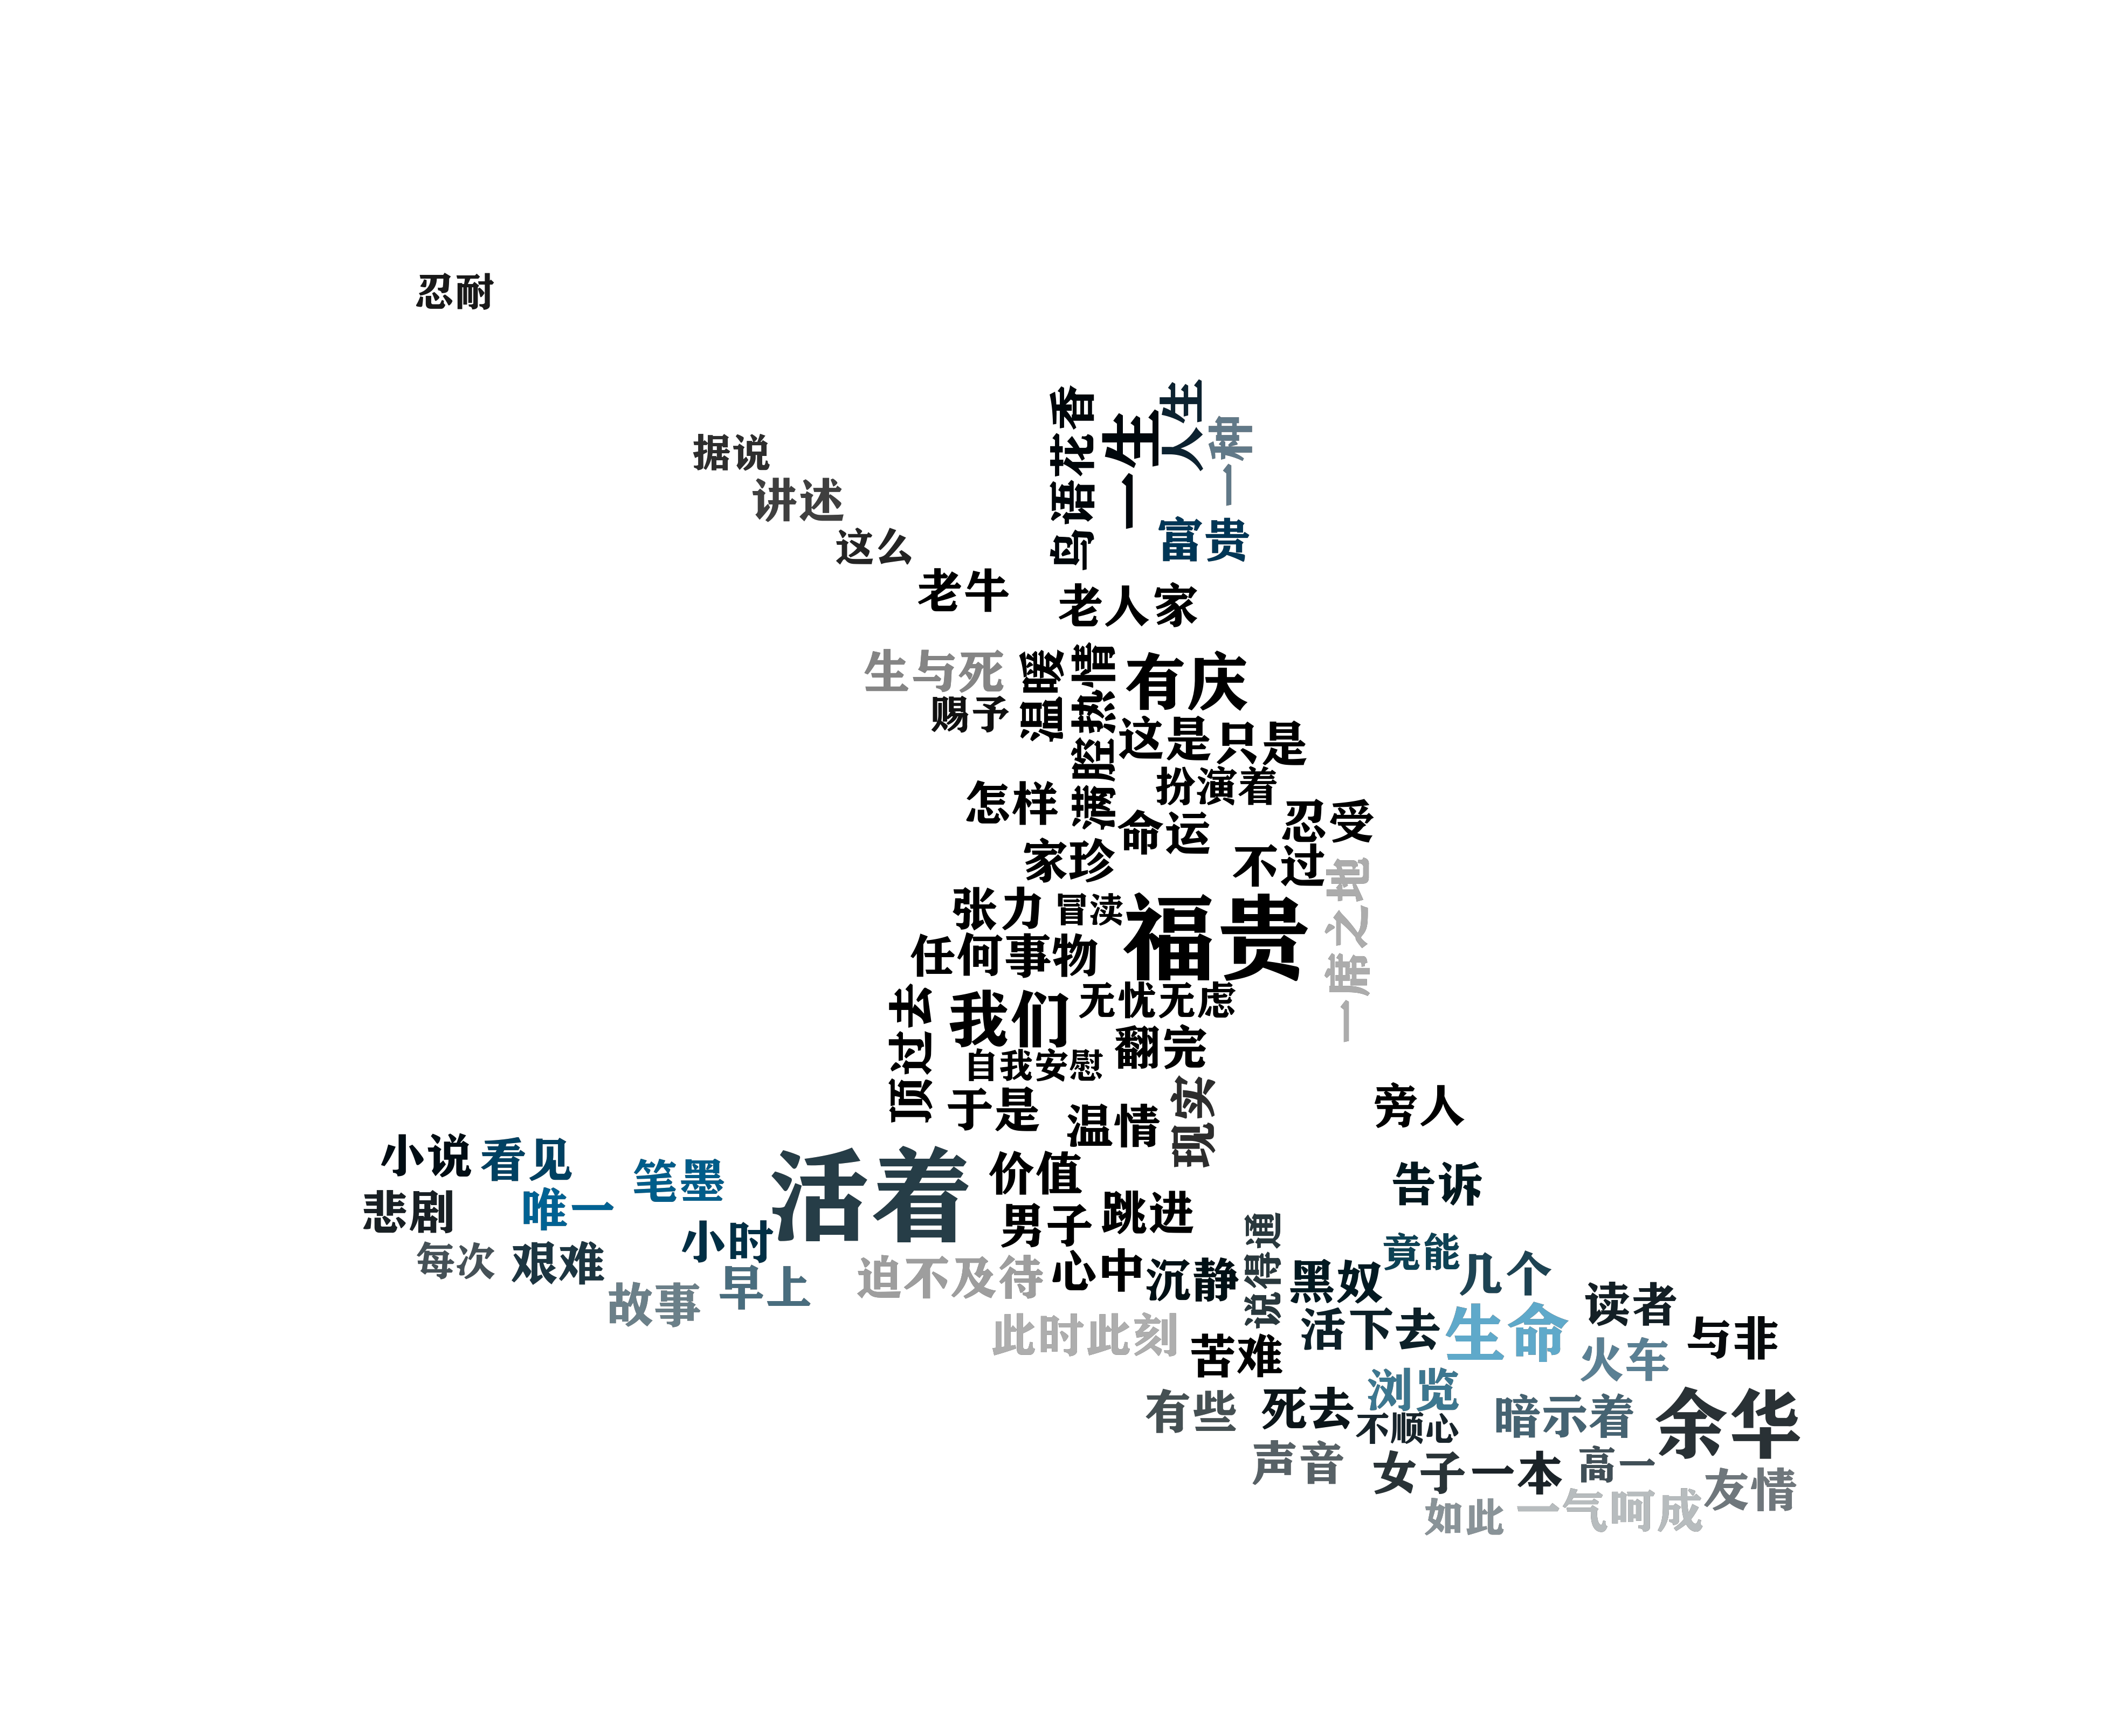 忍耐
鸟语花香
一生
人生
一种
据说
讲述
富贵
这么
老牛
老人家
生与死
温暖
满腔热情
有庆
赐予
这是
只是
扮演着
怎样
命运
忍受
家珍
不过
一席之地
张力
冒渎
福贵
任何事物
顶过去
我们
无忧无虑
翻完
自我安慰
于是
温情
现实
旁人
小说
看见
笔墨
活着
价值
告诉
悲剧
唯一
男子
跳进
小时
说得通
每次
艰难
早上
迫不及待
心中
沉静
黑奴
竟能
几个
故事
读者
此时此刻
活下去
生命
与非
苦难
火车
浏览
有些
死去
不顺心
暗示着
余华
声音
女子
一本
高一
友情
如此
一气呵成